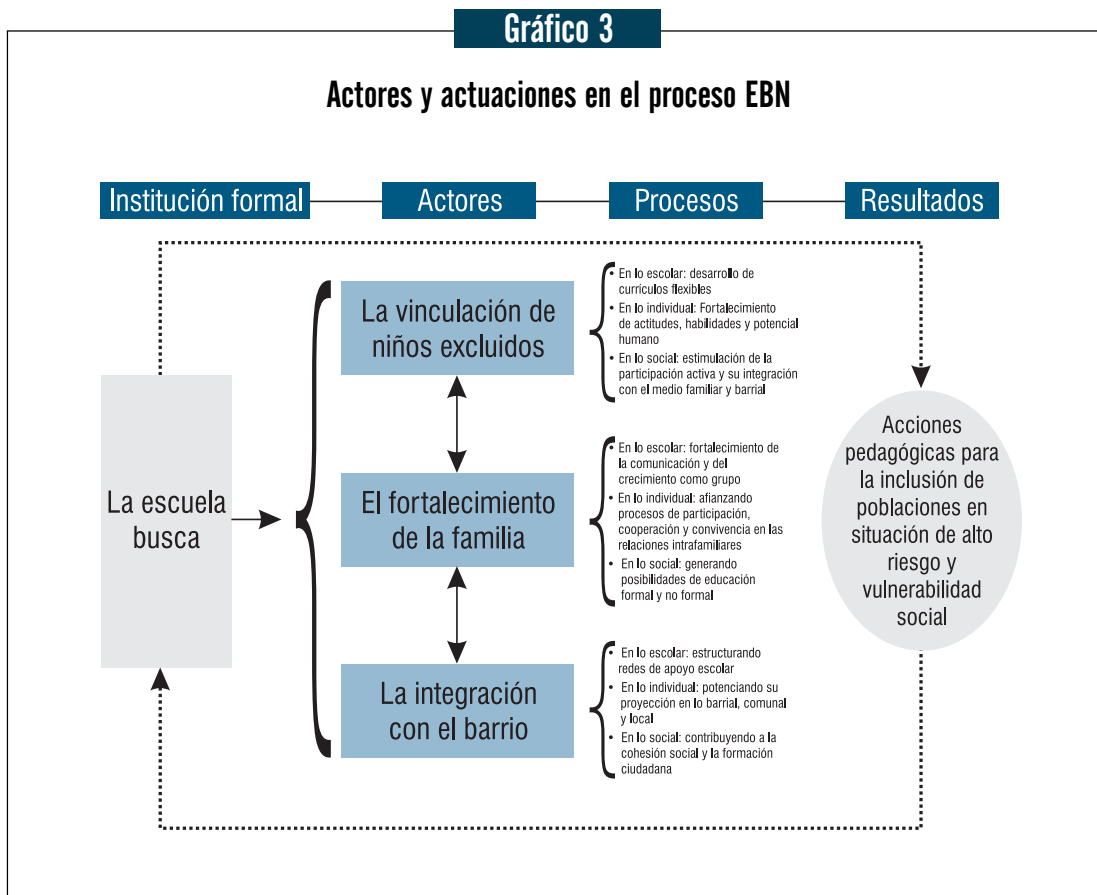 Gráfico 3
Actores y actuaciones en el proceso EBN
Institución formal
Actores
Procesos
Resultados
La escuela
busca
La vinculación de
niños excluidos
• En lo escolar: desarrollo de
currículos flexibles
• En lo individual: Fortalecimiento
de actitudes, habilidades y potencial
humano
• En lo social: estimulación de la
participación activa y su integración
con el medio familiar y barrial
El fortalecimiento
de la familia
• En lo escolar: fortalecimiento de
la comunicación y del
crecimiento como grupo
• En lo individual: afianzando
procesos de participación,
cooperación y convivencia en las
relaciones intrafamiliares
• En lo social: generando
posibilidades de educación
formal y no formal
La integración
con el barrio
• En lo escolar: estructurando
redes de apoyo escolar
• En lo individual: potenciando su
proyección en lo barrial, comunal
y local
• En lo social: contribuyendo a la
cohesión social y la formación
ciudadana
Acciones
pedagógicas para
la inclusión de
poblaciones en
situación de alto
riesgo y
vulnerabilidad
social